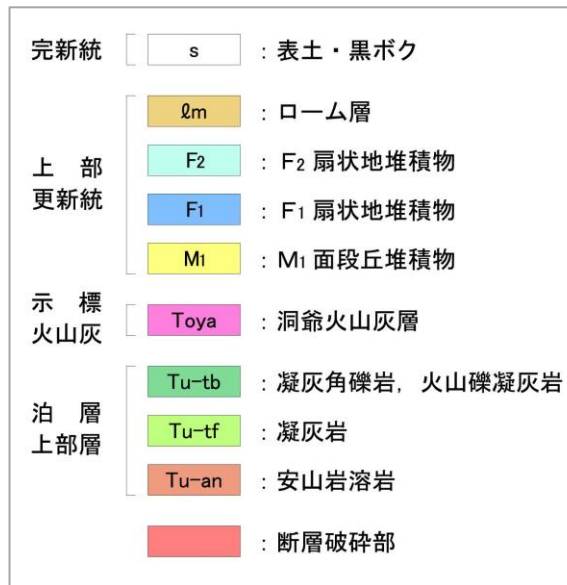 完新統 s : 表土・黒ボク
ℓm : ローム層
上部更新統 F2 : F2 扇状地堆積物
F1 : F1 扇状地堆積物
M1 : M1 面段丘堆積物
示標火山灰 Toya : 洞爺火山灰層
Tu-tb : 凝灰角礫岩, 火山礫凝灰岩
泊層上部層 Tu-tf : 凝灰岩
Tu-an : 安山岩溶岩
: 断層破砕部